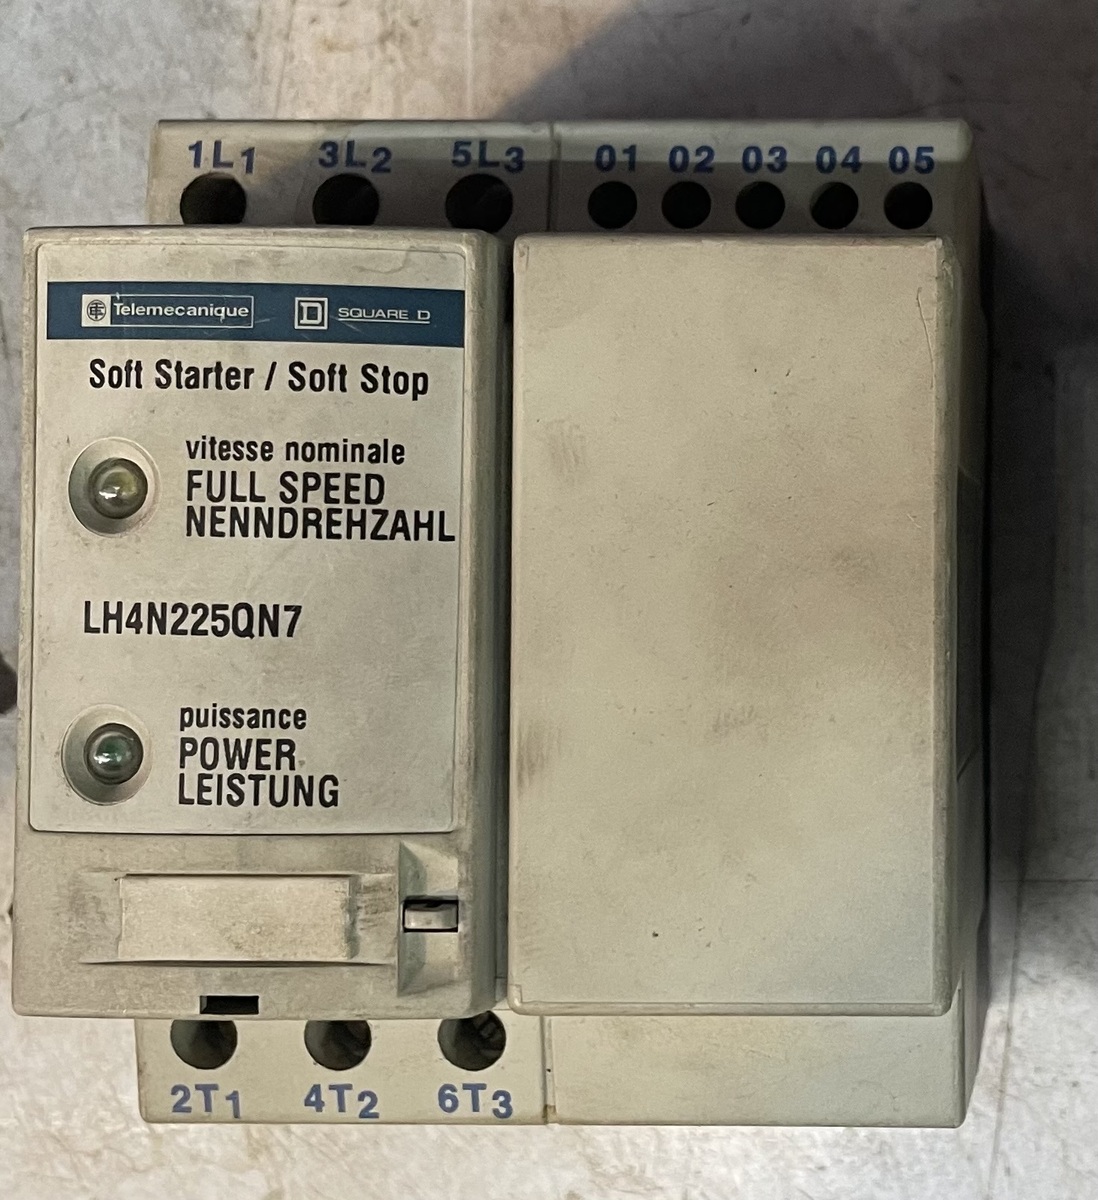 1L1 3L2 5L3 01 02 03 04 05
Telemecanique D SQUARE D
Soft Starter / Soft Stop
vitesse nominale
FULL SPEED
NENNDREHZAHL
LH4N225QN7
puissance
POWER
LEISTUNG
2T1 4T2 6T3